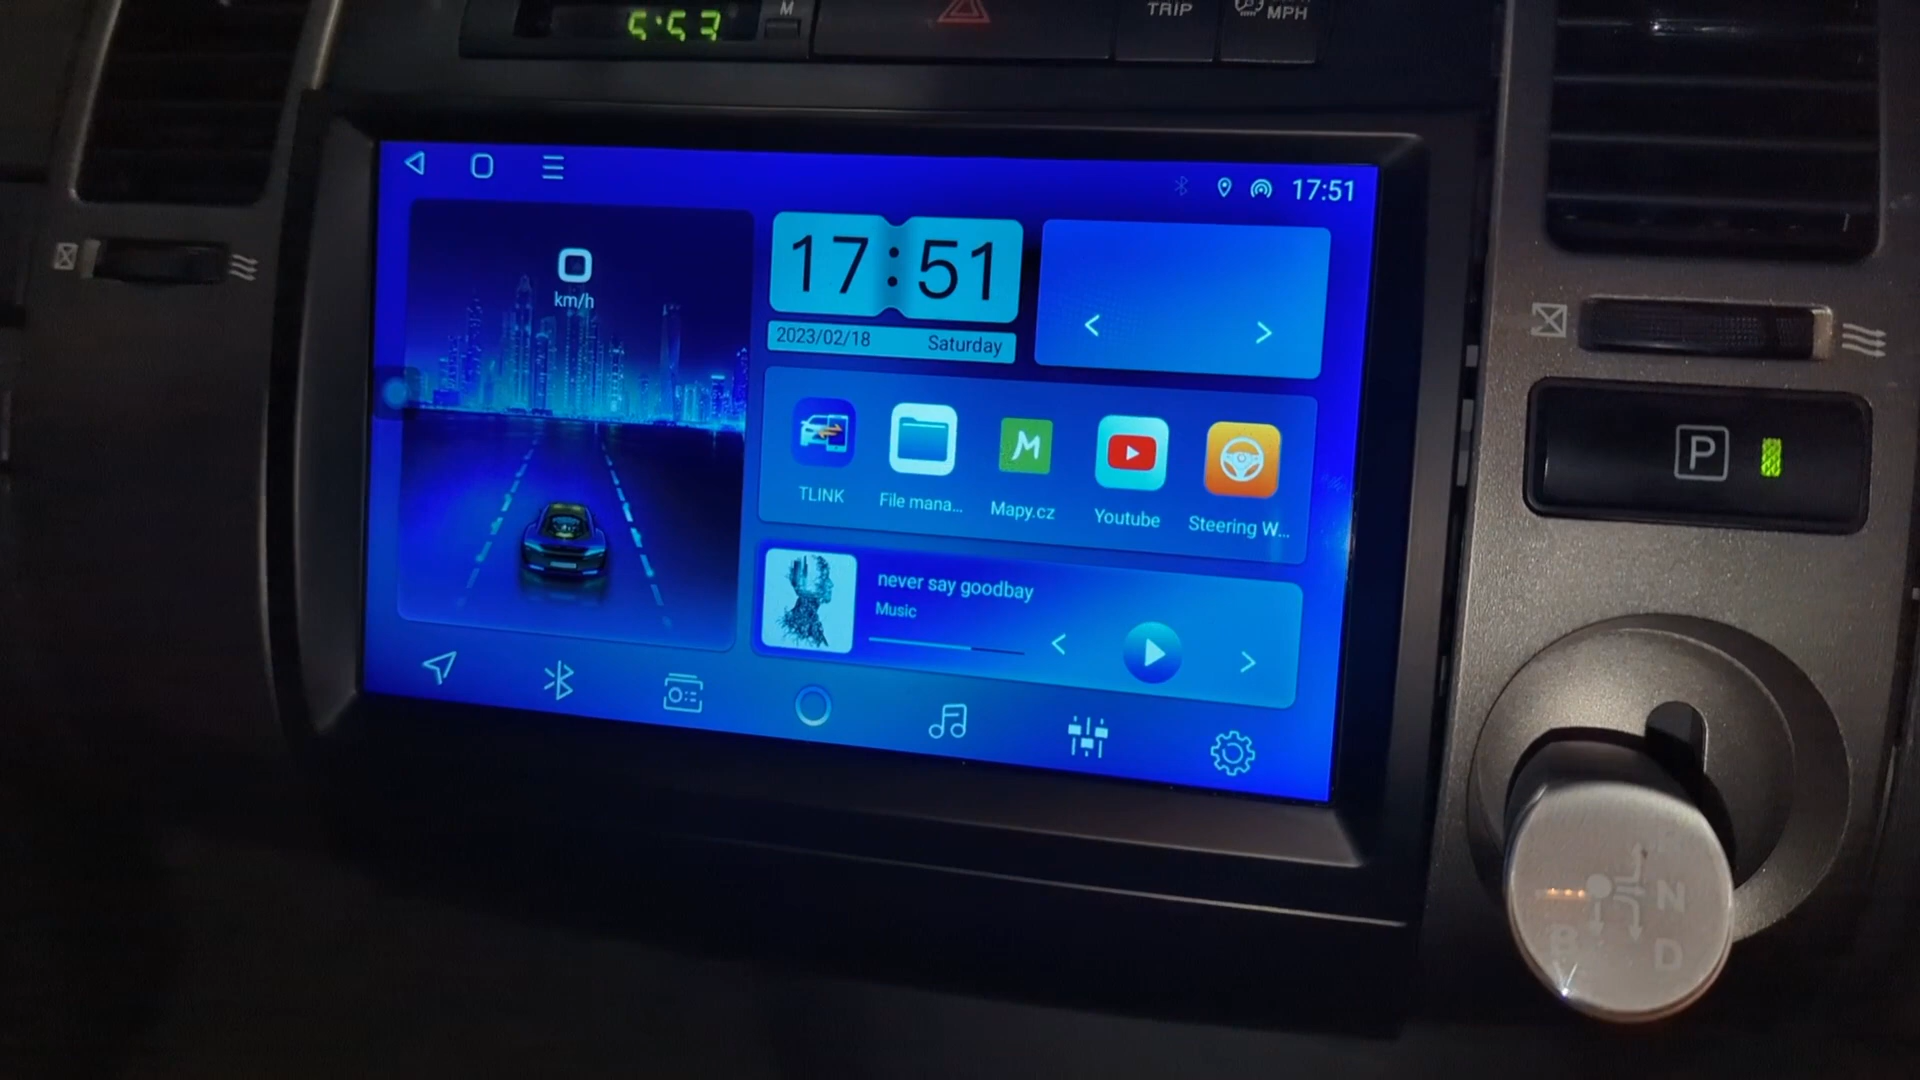 5:53
M
TRIP
MPH
17:51
0
km/h
17:51
2023/02/18 Saturday
TLINK
File mana...
Mapy.cz
Youtube
Steering W...
never say goodbay
Music
P
N
B
D